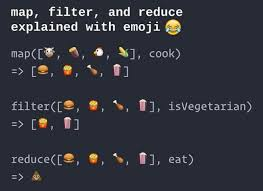 map, filter, and reduce
explained with emoji 😂
map([🐮, 🥔, 🐔, 🌽], cook)
=> [🍔, 🍟, 🍗, 🍿]
filter([🍔, 🍟, 🍗, 🍿], isVegetarian)
=> [🍟, 🍿]
reduce([🍔, 🍟, 🍗, 🍿], eat)
=> 💩